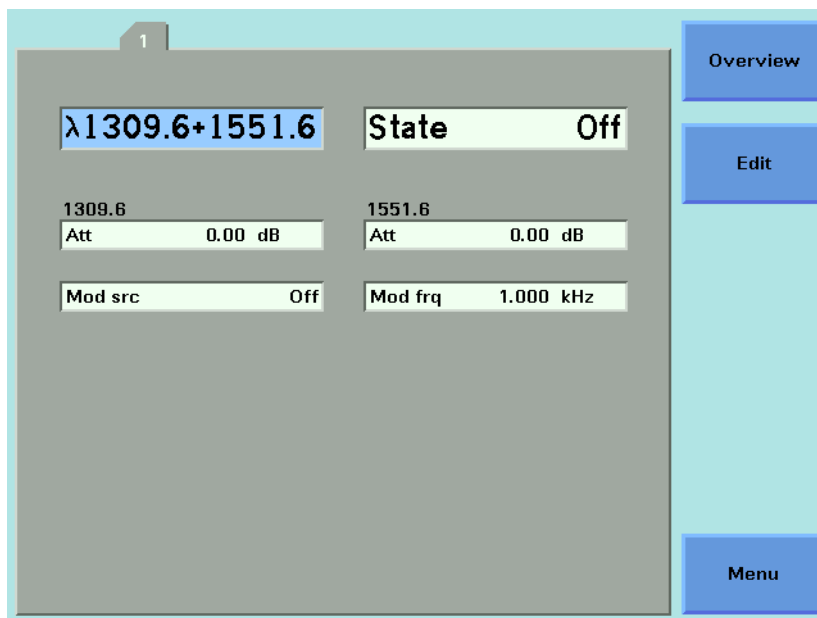 1
Overview
λ1309.6+1551.6
State Off
Edit
1309.6
1551.6
Att 0.00 dB
Att 0.00 dB
Mod src Off
Mod frq 1.000 kHz
Menu